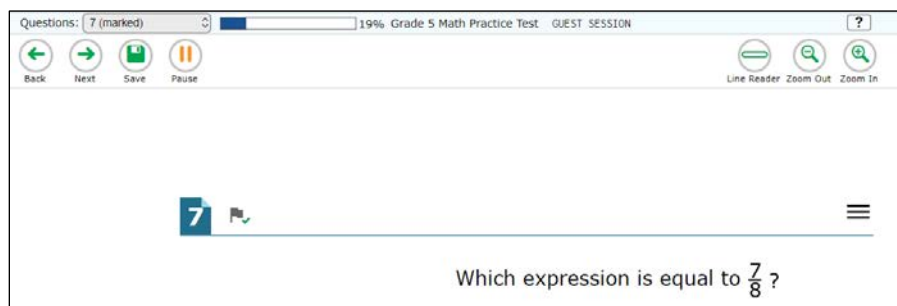 Questions: 7 (marked) 19% Grade 5 Math Practice Test GUEST SESSION ?
Back Next Save Pause Line Reader Zoom Out Zoom In
7
Which expression is equal to 7/8 ?